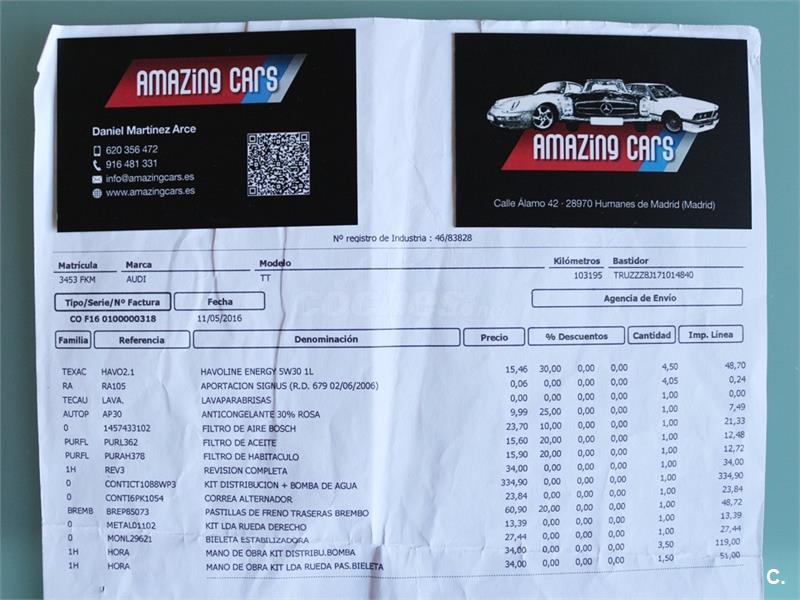 AMAZING CARS
Daniel Martínez Arce
620 356 472
916 481 331
info@amazingcars.es
www.amazingcars.es
AMAZING CARS
Calle Álamo 42 · 28970 Humanes de Madrid (Madrid)
Nº registro de Industria : 46/83828
Matrícula Marca Modelo Kilómetros Bastidor
3453 FKM AUDI TT 103195 TRUZZZ8J171014840
Tipo/Serie/Nº Factura Fecha Agencia de Envío
CO F16 0100000318 11/05/2016
Familia Referencia Denominación Precio % Descuentos Cantidad Imp. Línea
TEXAC HAVO2.1 HAVOLINE ENERGY 5W30 1L 15,46 30,00 0,00 0,00 4,50 48,70
RA RA105 APORTACION SIGNUS (R.D. 679 02/06/2006) 0,06 0,00 0,00 0,00 4,05 0,24
TECAU LAVA. LAVAPARABRISAS 0,00 0,00 0,00 0,00 1,00 0,00
AUTOP AP30 ANTICONGELANTE 30% ROSA 9,99 25,00 0,00 0,00 1,00 7,49
0 1457433102 FILTRO DE AIRE BOSCH 23,70 10,00 0,00 0,00 1,00 21,33
PURFL PURL362 FILTRO DE ACEITE 15,60 20,00 0,00 0,00 1,00 12,48
PURFL PURAH378 FILTRO DE HABITACULO 15,90 20,00 0,00 0,00 1,00 12,72
1H REV3 REVISION COMPLETA 34,00 0,00 0,00 0,00 1,00 34,00
0 CONTICT1088WP3 KIT DISTRIBUCION + BOMBA DE AGUA 334,90 0,00 0,00 0,00 1,00 334,90
0 CONTI6PK1054 CORREA ALTERNADOR 23,84 0,00 0,00 0,00 1,00 23,84
BREMB BREP85073 PASTILLAS DE FRENO TRASERAS BREMBO 60,90 20,00 0,00 0,00 1,00 48,72
0 METAL01102 KIT LDA RUEDA DERECHO 13,39 0,00 0,00 0,00 1,00 13,39
0 MONL29621 BIELETA ESTABILIZADORA 27,44 0,00 0,00 0,00 1,00 27,44
1H HORA MANO DE OBRA KIT DISTRIBU.BOMBA 34,00 0,00 0,00 0,00 3,50 119,00
1H HORA MANO DE OBRA KIT LDA RUEDA PAS.BIELETA 34,00 0,00 0,00 0,00 1,50 51,00
C.